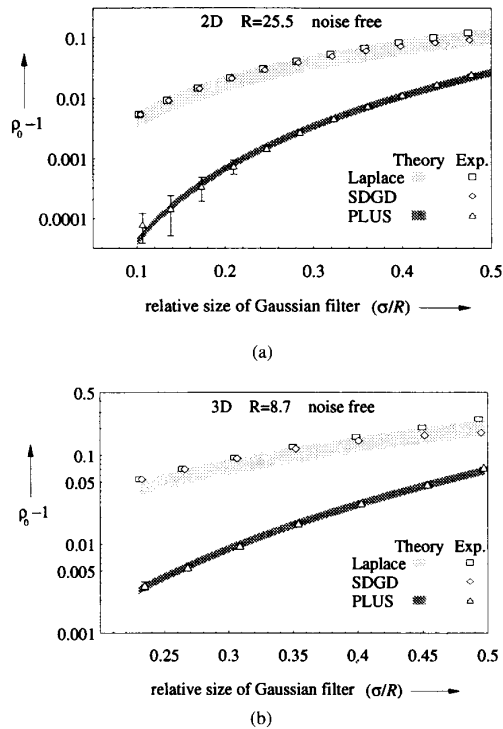 2D R=25.5 noise free
0.1
0.01
0.001
0.0001
ρ₀−1
Theory Exp.
Laplace
SDGD
PLUS
0.1 0.2 0.3 0.4 0.5
relative size of Gaussian filter (σ/R)
(a)
3D R=8.7 noise free
0.5
0.1
0.05
0.01
0.005
0.001
ρ₀−1
Theory Exp.
Laplace
SDGD
PLUS
0.25 0.3 0,35 0,4 0.45 0.5
relative size of Gaussian filter (σ/R)
(b)